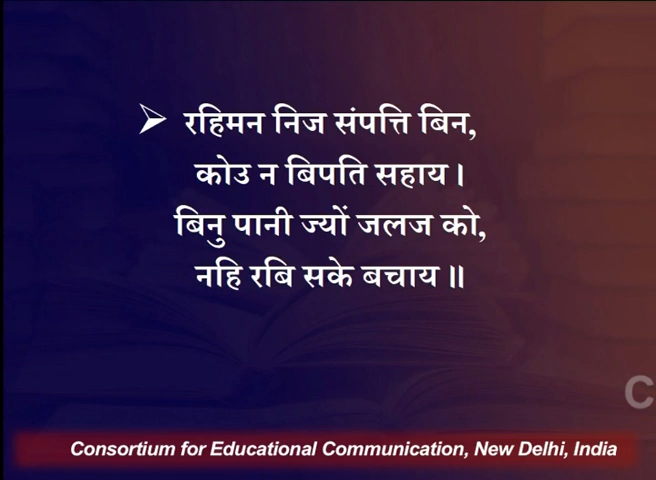 ➢ रहिमन निज संपत्ति बिन,
कोउ न बिपति सहाय।
बिनु पानी ज्यों जलज को,
नहि रबि सके बचाय॥
C
Consortium for Educational Communication, New Delhi, India